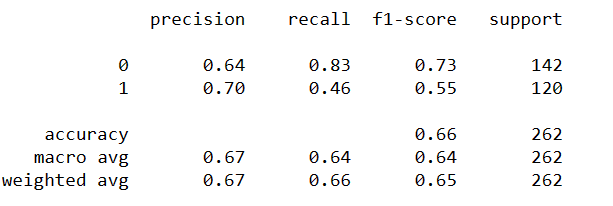 precision recall f1-score support
0 0.64 0.83 0.73 142
1 0.70 0.46 0.55 120
accuracy 0.66 262
macro avg 0.67 0.64 0.64 262
weighted avg 0.67 0.66 0.65 262